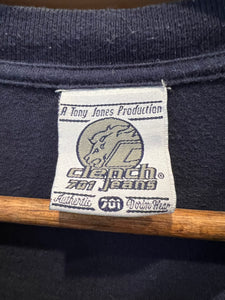 A Tony Jones Production
clench®
701 jeans
Authentic 701 Denim Wear